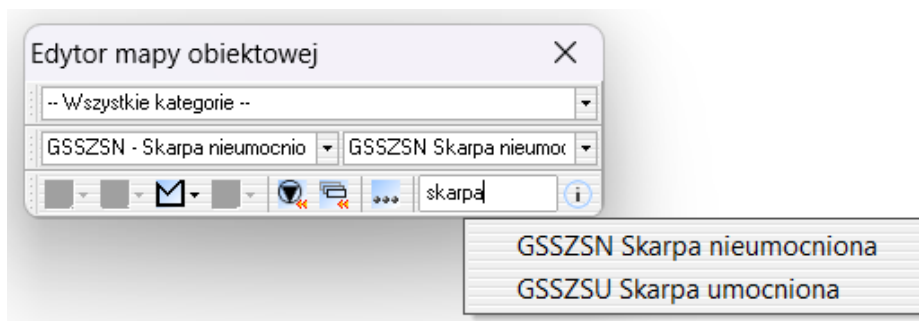 Edytor mapy obiektowej
-- Wszystkie kategorie --
GSSZSN - Skarpa nieumocnio GSSZSN Skarpa nieumoc
skarpa
GSSZSN Skarpa nieumocniona
GSSZSU Skarpa umocniona